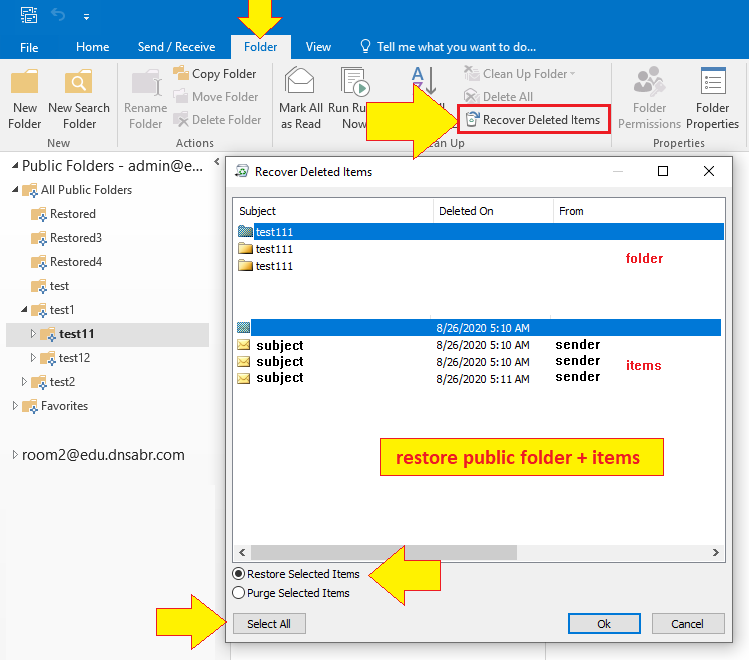 File Home Send / Receive Folder View Tell me what you want to do...
New Folder
New Search Folder
Rename Folder
Copy Folder
Move Folder
Delete Folder
Mark All as Read
Run Now
Clean Up Folder
Delete All
Recover Deleted Items
Folder Permissions
Folder Properties
New Actions Clean Up Properties
Public Folders - admin@e...
All Public Folders
Restored
Restored3
Restored4
test
test1
test11
test12
test2
Favorites
room2@edu.dnsabr.com
Recover Deleted Items
Subject Deleted On From
test111
test111
test111
folder
8/26/2020 5:10 AM
subject 8/26/2020 5:10 AM sender
subject 8/26/2020 5:10 AM sender
subject 8/26/2020 5:11 AM sender
items
restore public folder + items
Restore Selected Items
Purge Selected Items
Select All Ok Cancel